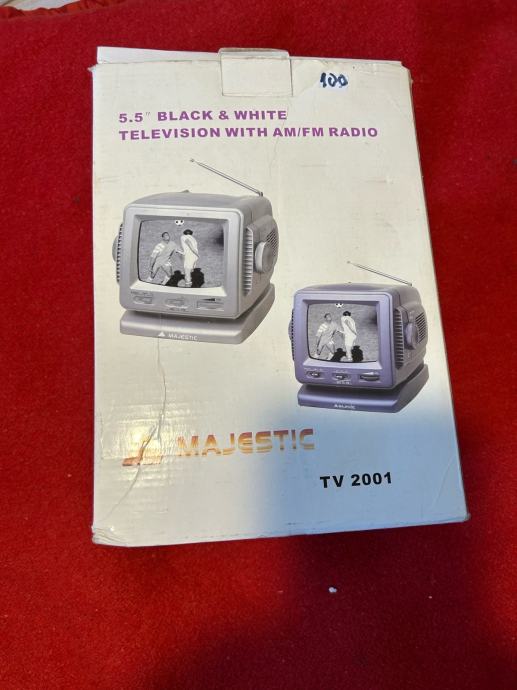 100
5.5" BLACK & WHITE
TELEVISION WITH AM/FM RADIO
MAJESTIC
MAJESTIC
TV 2001